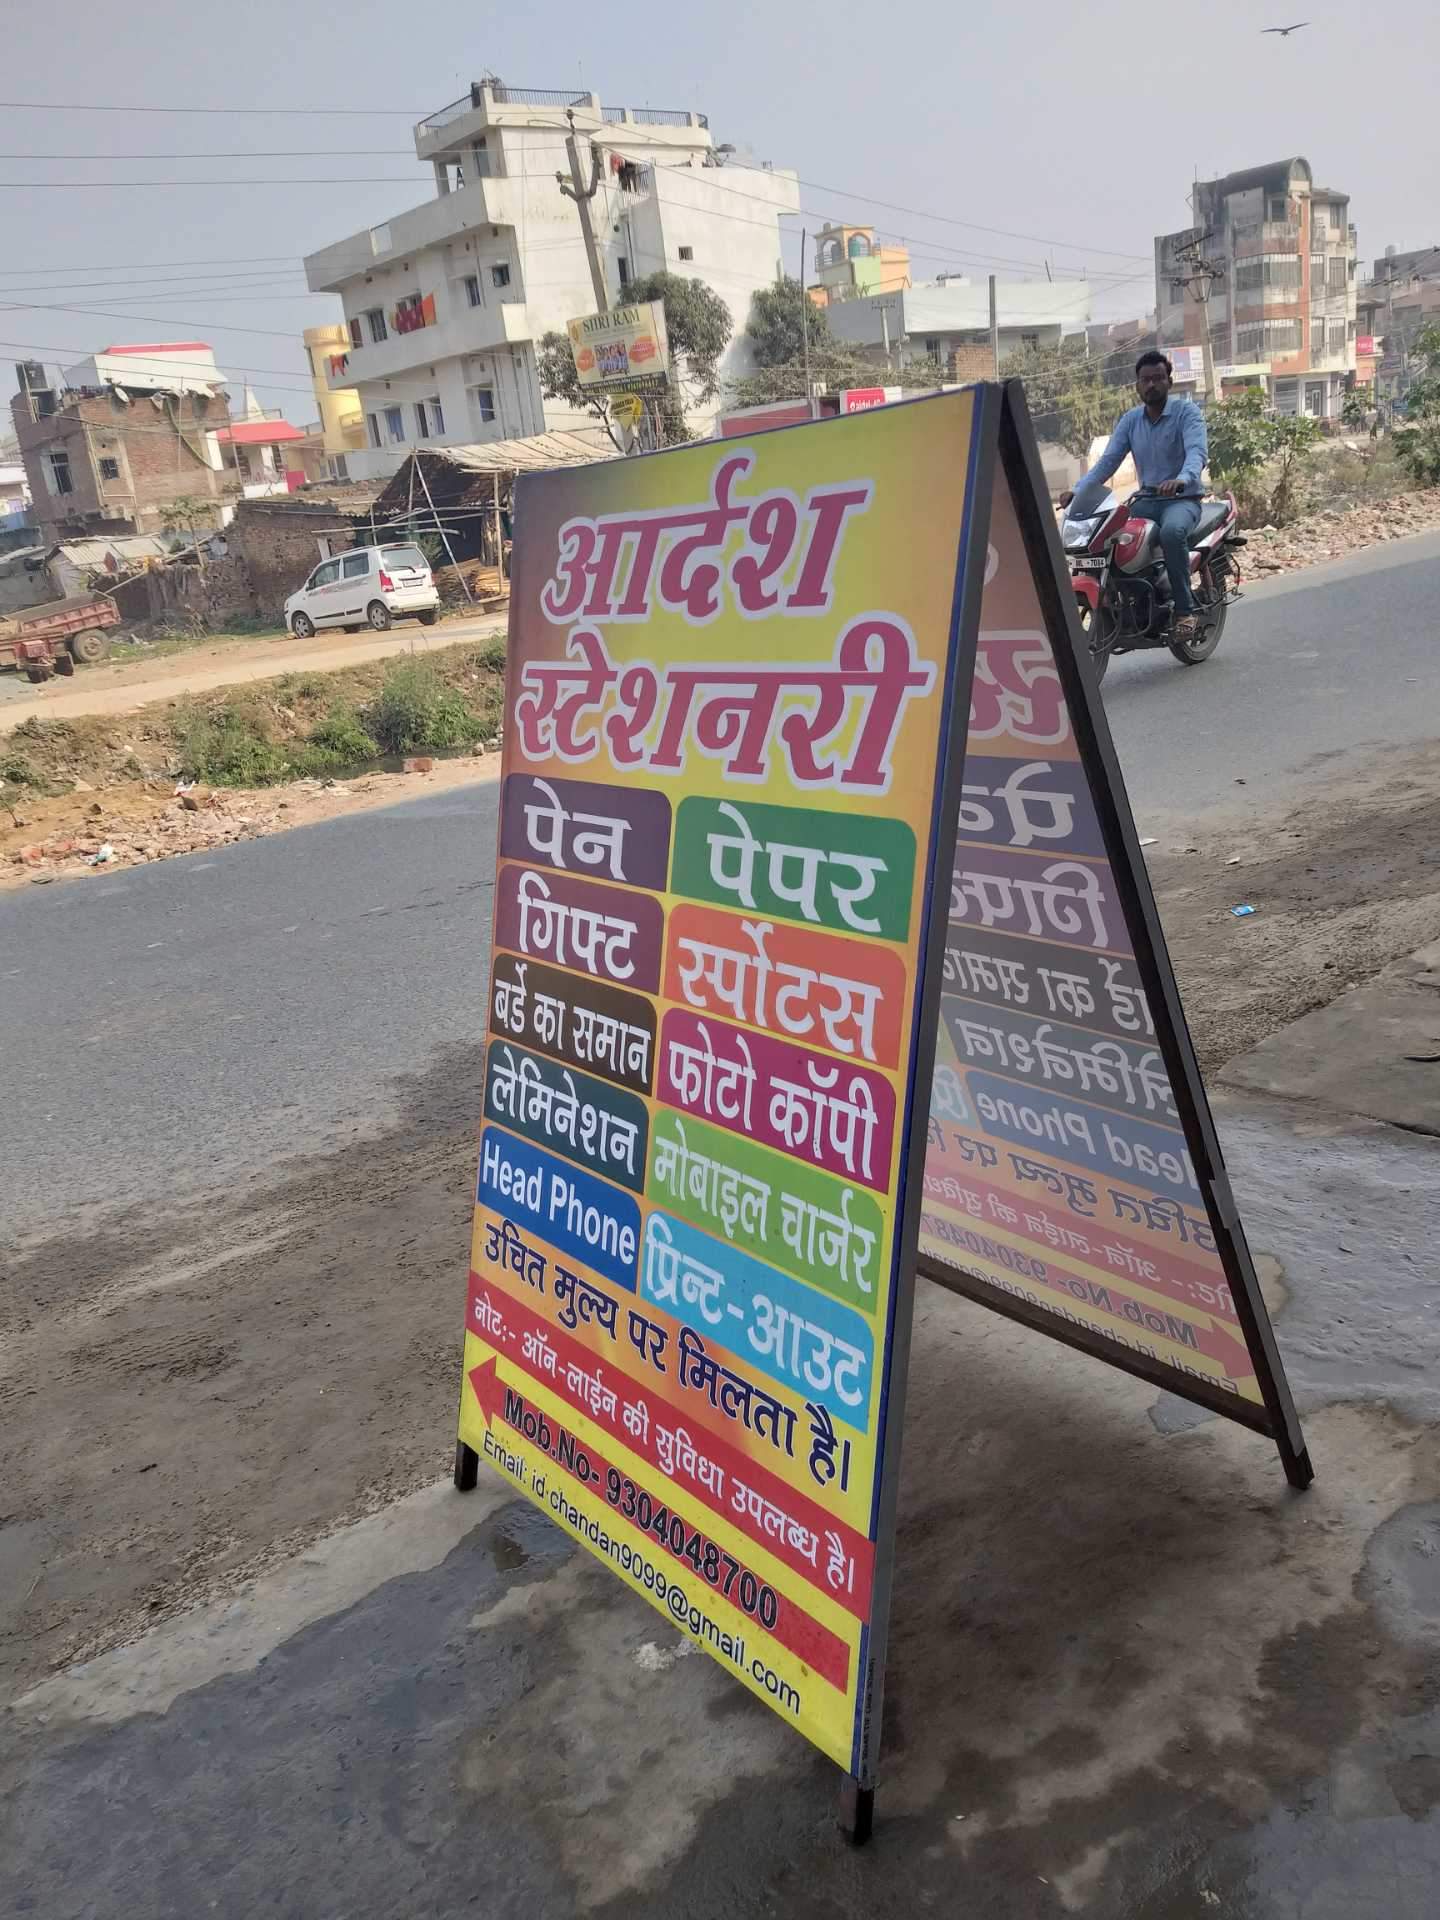 SHRI RAM
airtel
आर्दश
स्टेशनरी
पेन पेपर
गिफ्ट स्पोर्टस
बर्डे का समान फोटो कॉपी
लेमिनेशन मोबाइल चार्जर
Head Phone प्रिन्ट-आउट
उचित मुल्य पर मिलता है।
नोट:- ऑन-लाईन की सुविधा उपलब्ध है।
Mob.No- 9304048700
Email: id.chandan9099@gmail.com